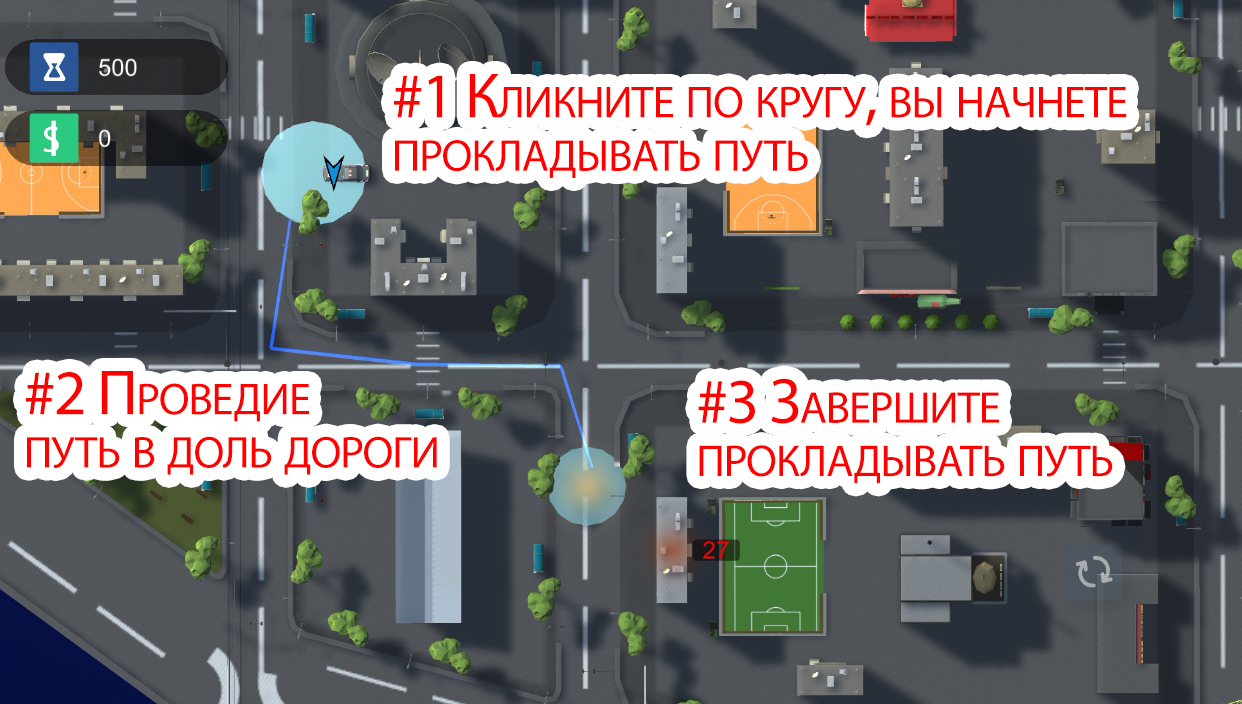 500
0
#1 Кликните по кругу, вы начнете
прокладывать путь
#2 Проведие
путь в доль дороги
#3 Завершите
прокладывать путь
27